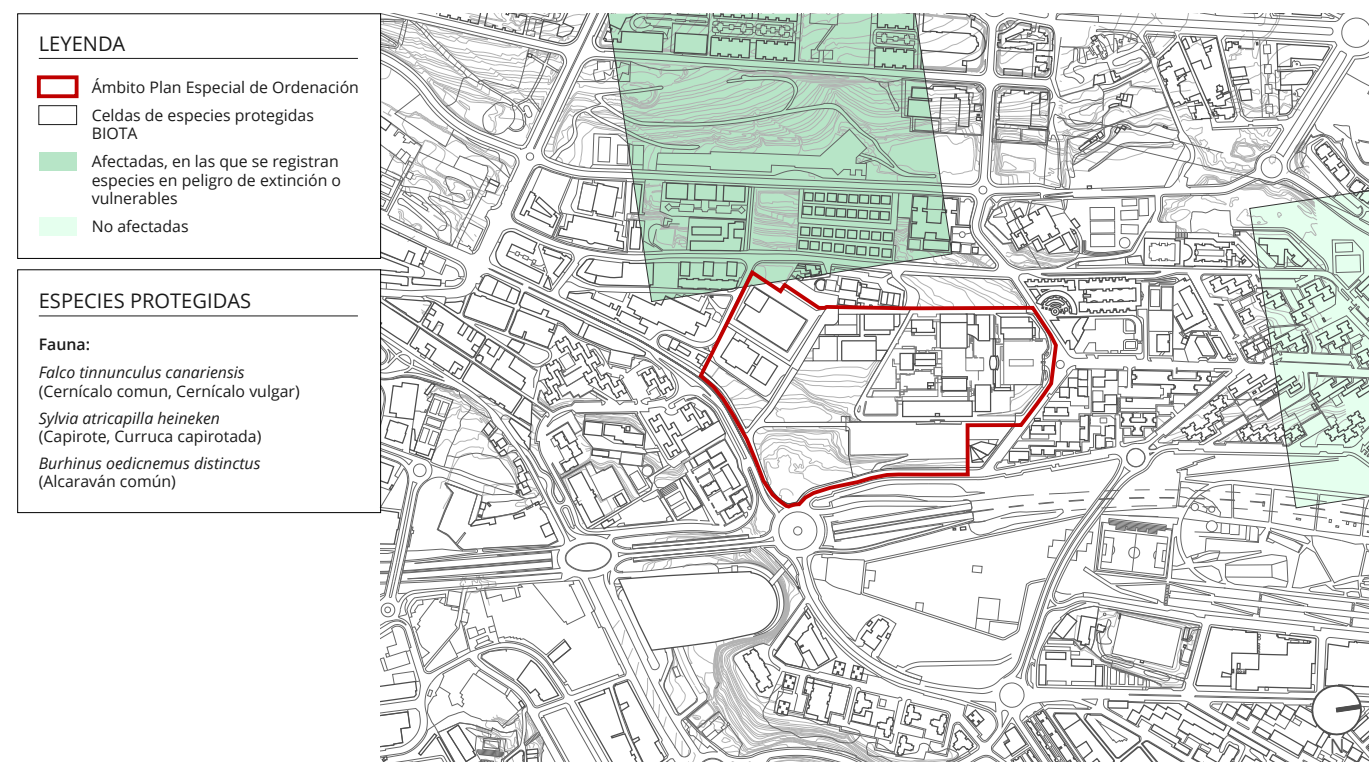 LEYENDA
Ámbito Plan Especial de Ordenación
Celdas de especies protegidas
BIOTA
Afectadas, en las que se registran
especies en peligro de extinción o
vulnerables
No afectadas
ESPECIES PROTEGIDAS
Fauna:
Falco tinnunculus canariensis
(Cernícalo comun, Cernícalo vulgar)
Sylvia atricapilla heineken
(Capirote, Curruca capirotada)
Burhinus oedicnemus distinctus
(Alcaraván común)
N